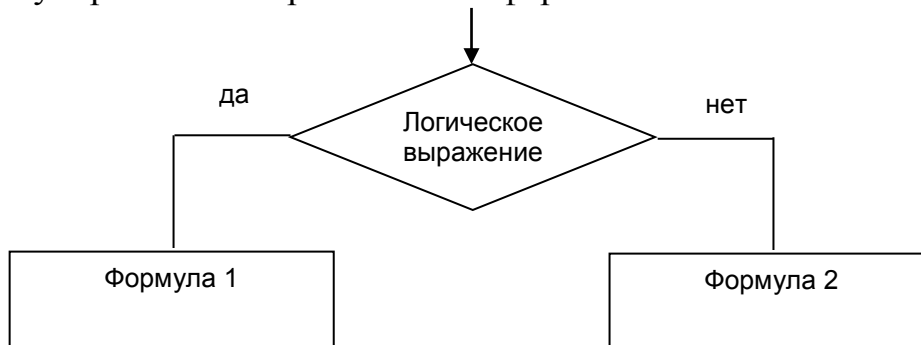 да
нет
Логическое
выражение
Формула 1
Формула 2